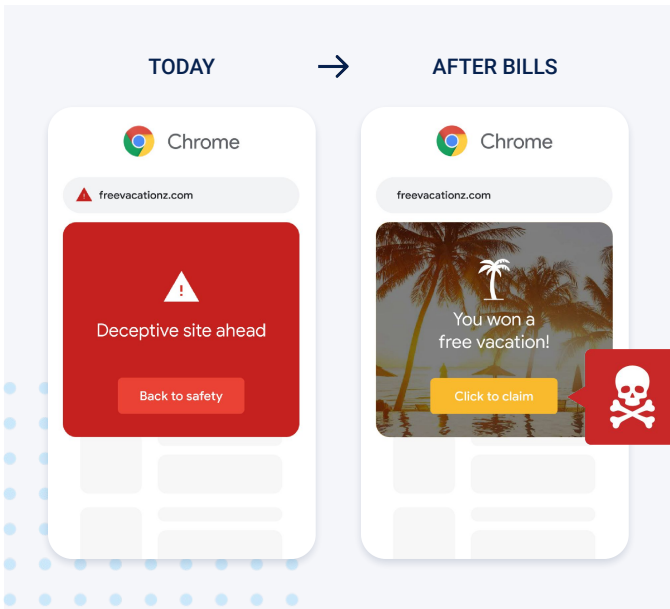 TODAY → AFTER BILLS
Chrome
freevacationz.com
Deceptive site ahead
Back to safety
Chrome
freevacationz.com
You won a
free vacation!
Click to claim